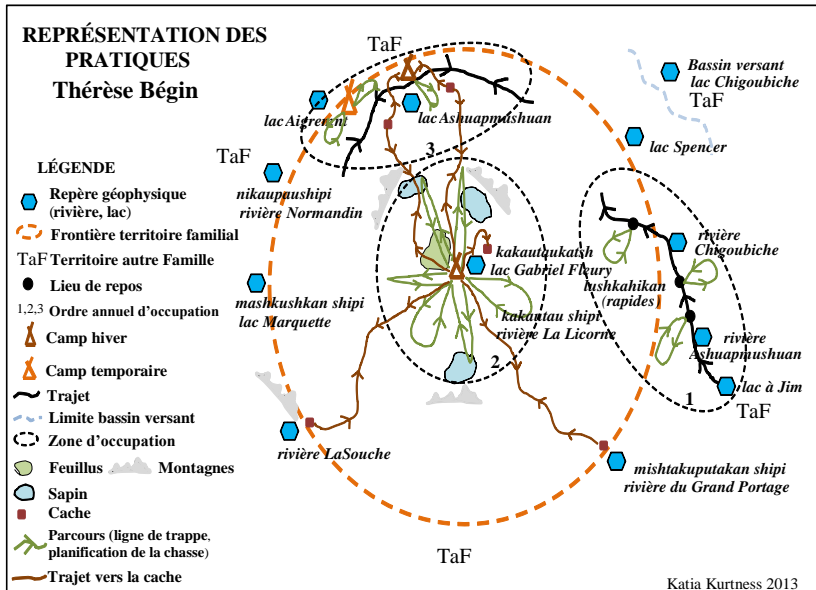 REPRÉSENTATION DES
PRATIQUES
Thérèse Bégin
LÉGENDE
Repère géophysique
(rivière, lac)
Frontière territoire familial
TaF Territoire autre Famille
Lieu de repos
1,2,3 Ordre annuel d'occupation
Camp hiver
Camp temporaire
Trajet
Limite bassin versant
Zone d'occupation
Feuillus
Montagnes
Sapin
Cache
Parcours (ligne de trappe,
planification de la chasse)
Trajet vers la cache
TaF
Bassin versant
lac Chigoubiche
TaF
lac Aigremont
lac Ashuapmushuan
3
lac Spencer
TaF
nikaupaushipi
rivière Normandin
kakautaukatsh
lac Gabriel Fleury
rivière
Chigoubiche
iushkahikan
(rapides)
mashkushkan shipi
lac Marquette
kakautau shipi
rivière La Licorne
2
rivière
Ashuapmushuan
lac à Jim
1
TaF
rivière LaSouche
mishtakuputakan shipi
rivière du Grand Portage
TaF
Katia Kurtness 2013